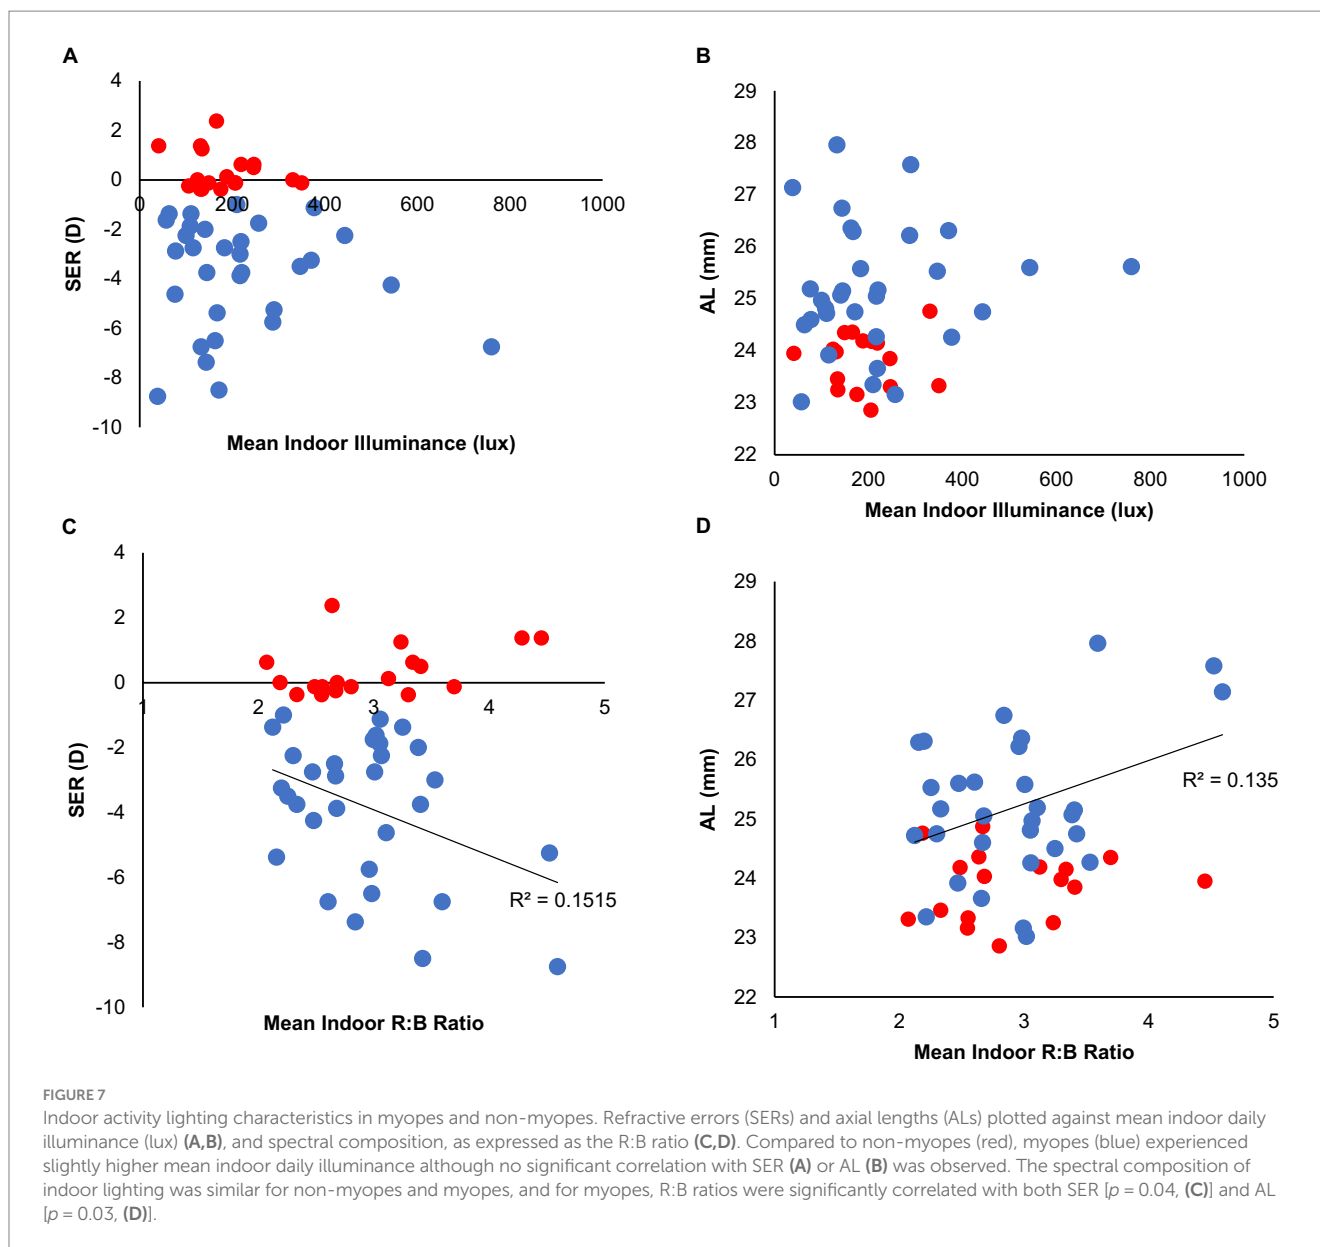 A
4
2
0
-2
-4
-6
-8
-10
0
200
400
600
800
1000
SER (D)
Mean Indoor Illuminance (lux)
B
29
28
27
26
25
24
23
22
0
200
400
600
800
1000
AL (mm)
Mean Indoor Illuminance (lux)
C
4
2
0
-2
-4
-6
-8
-10
1
2
3
4
5
SER (D)
R² = 0.1515
Mean Indoor R:B Ratio
D
29
28
27
26
25
24
23
22
1
2
3
4
5
AL (mm)
R² = 0.135
Mean Indoor R:B Ratio
FIGURE 7
Indoor activity lighting characteristics in myopes and non-myopes. Refractive errors (SERs) and axial lengths (ALs) plotted against mean indoor daily
illuminance (lux) (A,B), and spectral composition, as expressed as the R:B ratio (C,D). Compared to non-myopes (red), myopes (blue) experienced
slightly higher mean indoor daily illuminance although no significant correlation with SER (A) or AL (B) was observed. The spectral composition of
indoor lighting was similar for non-myopes and myopes, and for myopes, R:B ratios were significantly correlated with both SER [p = 0.04, (C)] and AL
[p = 0.03, (D)].